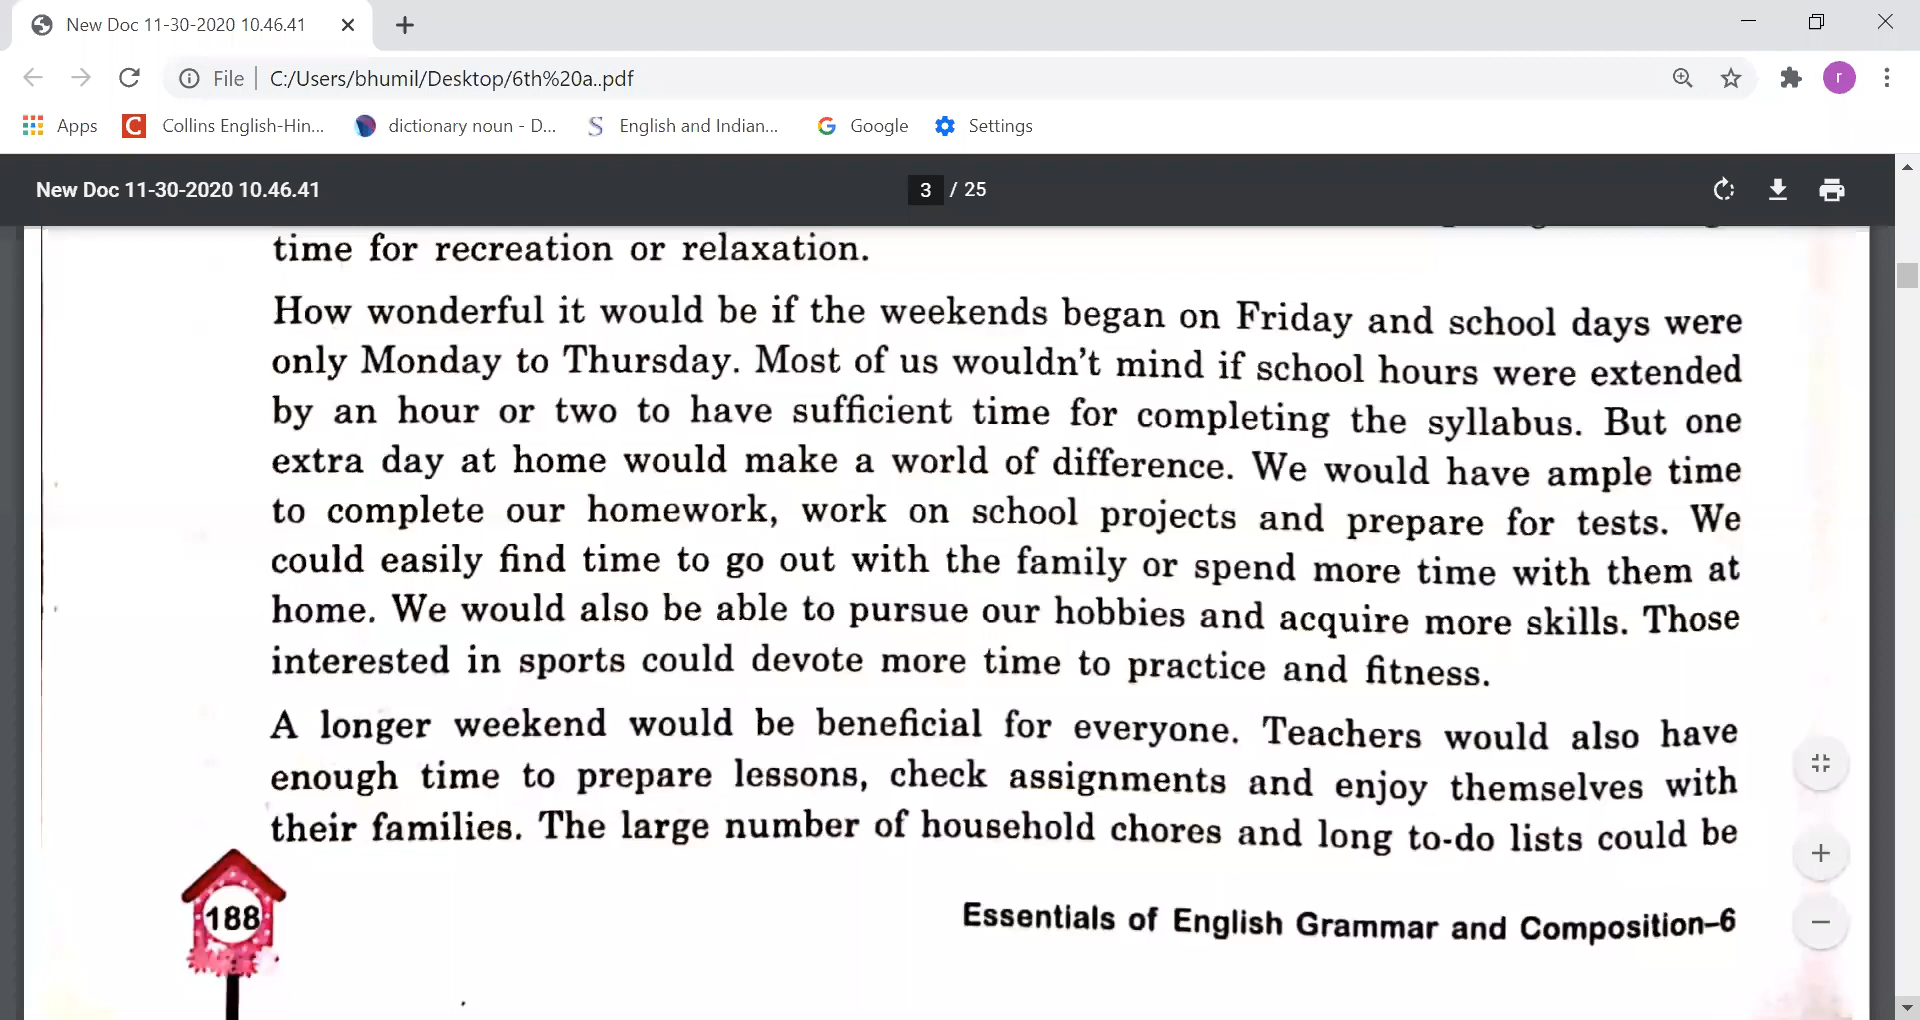 New Doc 11-30-2020 10.46.41
File
C:/Users/bhumil/Desktop/6th%20a..pdf
r
Apps
Collins English-Hin...
dictionary noun - D...
English and Indian...
Google
Settings
New Doc 11-30-2020 10.46.41
3 / 25
time for recreation or relaxation.
How wonderful it would be if the weekends began on Friday and school days were
only Monday to Thursday. Most of us wouldn't mind if school hours were extended
by an hour or two to have sufficient time for completing the syllabus. But one
extra day at home would make a world of difference. We would have ample time
to complete our homework, work on school projects and prepare for tests. We
could easily find time to go out with the family or spend more time with them at
home. We would also be able to pursue our hobbies and acquire more skills. Those
interested in sports could devote more time to practice and fitness.
A longer weekend would be beneficial for everyone. Teachers would also have
enough time to prepare lessons, check assignments and enjoy themselves with
their families. The large number of household chores and long to-do lists could be
188
Essentials of English Grammar and Composition–6